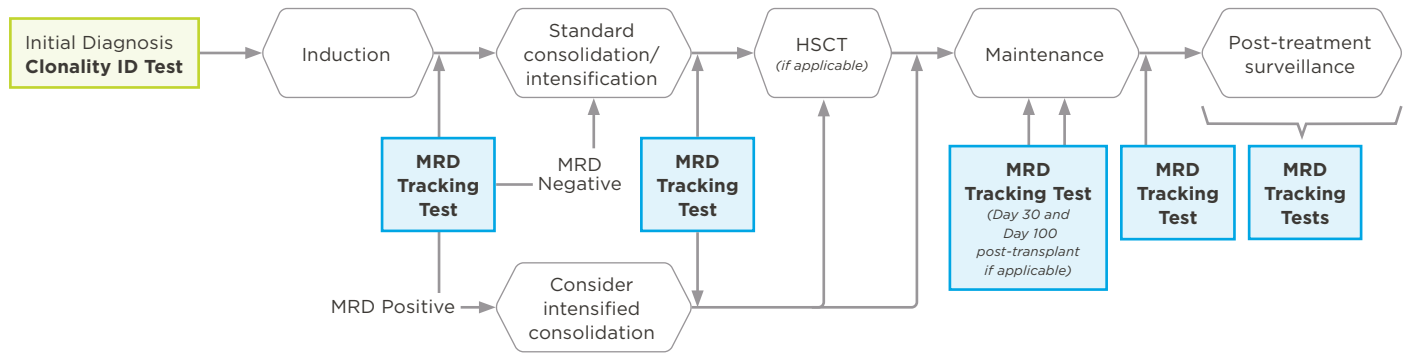 Initial Diagnosis
Clonality ID Test
Induction
Standard
consolidation/
intensification
HSCT
(if applicable)
Maintenance
Post-treatment
surveillance
MRD
Tracking
Test
MRD
Negative
MRD
Tracking
Test
MRD
Tracking Test
(Day 30 and
Day 100
post-transplant
if applicable)
MRD
Tracking
Test
MRD
Tracking
Tests
MRD Positive
Consider
intensified
consolidation